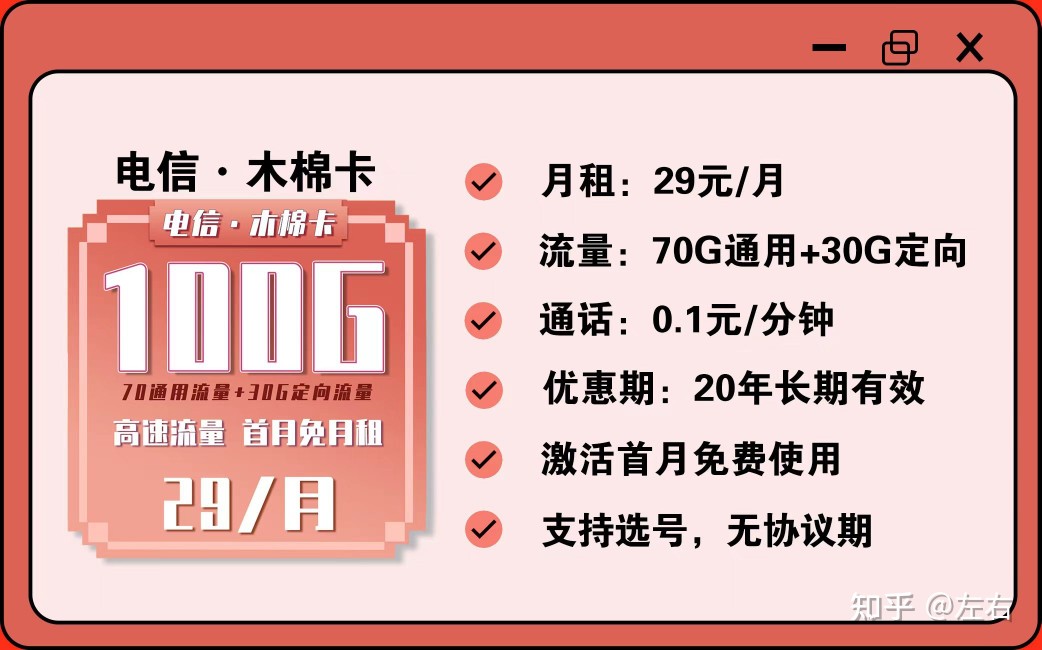 电信·木棉卡
电信·木棉卡
100G
70通用流量+30G定向流量
高速流量 首月免月租
29/月
月租：29元/月
流量：70G通用+30G定向
通话：0.1元/分钟
优惠期：20年长期有效
激活首月免费使用
支持选号，无协议期
知乎 @左右